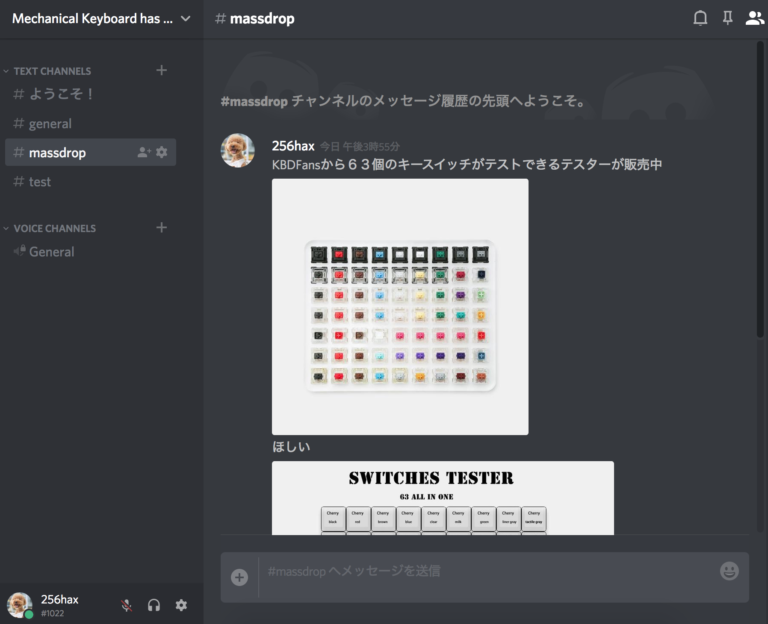 Mechanical Keyboard has ...
# massdrop
TEXT CHANNELS
# ようこそ！
# general
# massdrop
# test
VOICE CHANNELS
General
#massdrop チャンネルのメッセージ履歴の先頭へようこそ。
256hax 今日 午後3時55分
KBDFansから６３個のキースイッチがテストできるテスターが販売中
ほしい
SWITCHES TESTER
63 ALL IN ONE
Cherry Cherry Cherry Cherry Cherry Cherry Cherry Cherry Cherry
black red brown blue clear milk green linear gray tactile gray
#massdrop へメッセージを送信
256hax
#1022